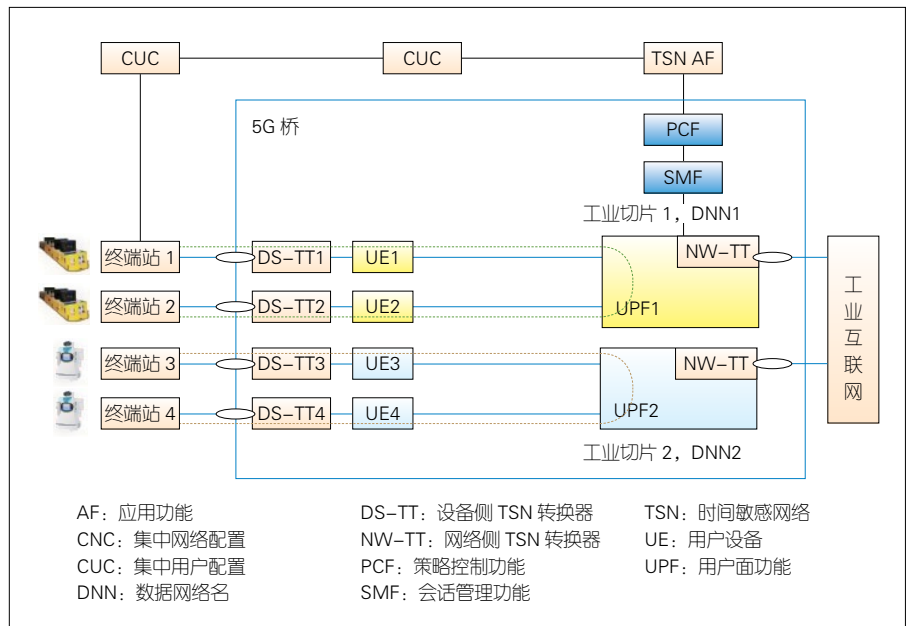 CUC
CUC
TSN AF
5G 桥
PCF
SMF
工业切片 1，DNN1
终端站 1
DS-TT1
UE1
NW-TT
终端站 2
DS-TT2
UE2
UPF1
终端站 3
DS-TT3
UE3
NW-TT
终端站 4
DS-TT4
UE4
UPF2
工业切片 2，DNN2
工业互联网
AF：应用功能
CNC：集中网络配置
CUC：集中用户配置
DNN：数据网络名
DS-TT：设备侧 TSN 转换器
NW-TT：网络侧 TSN 转换器
PCF：策略控制功能
SMF：会话管理功能
TSN：时间敏感网络
UE：用户设备
UPF：用户面功能